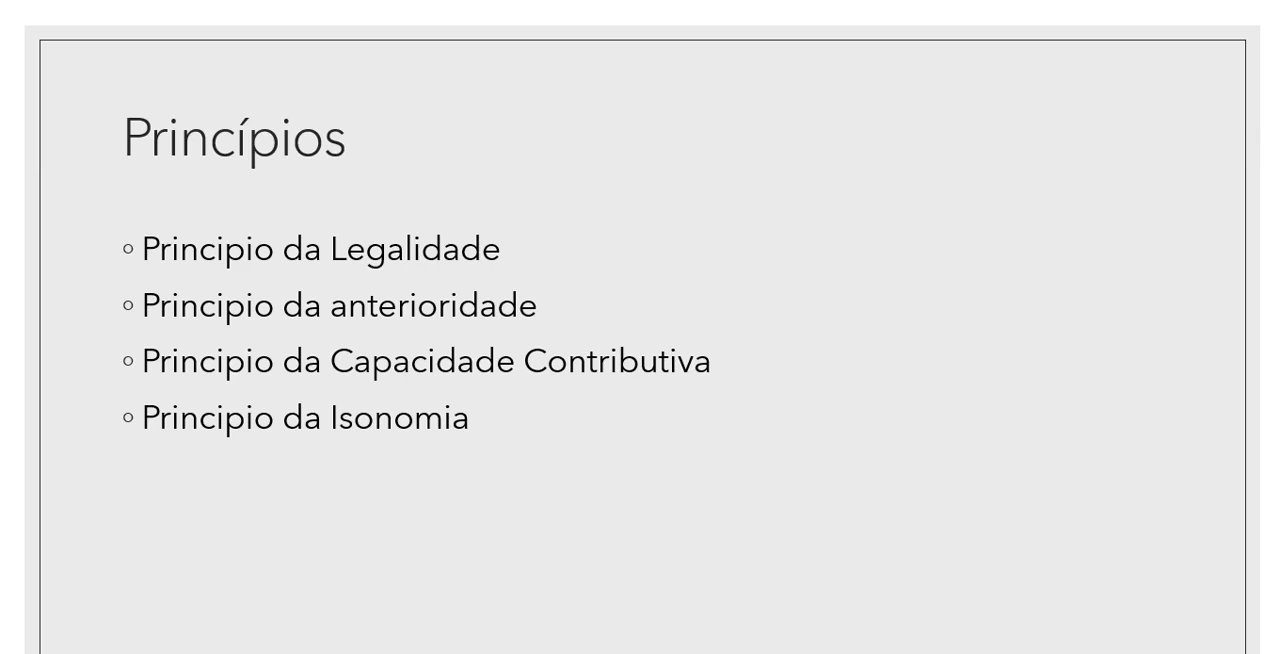 Princípios
Principio da Legalidade
Principio da anterioridade
Principio da Capacidade Contributiva
Principio da Isonomia